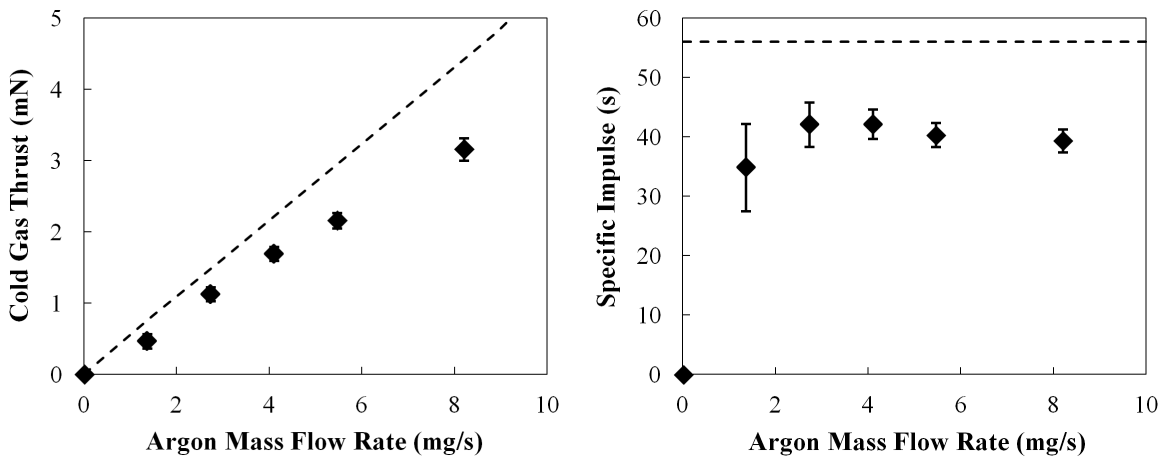 Cold Gas Thrust (mN)
5
4
3
2
1
0
0 2 4 6 8 10
Argon Mass Flow Rate (mg/s)
Specific Impulse (s)
60
50
40
30
20
10
0
0 2 4 6 8 10
Argon Mass Flow Rate (mg/s)